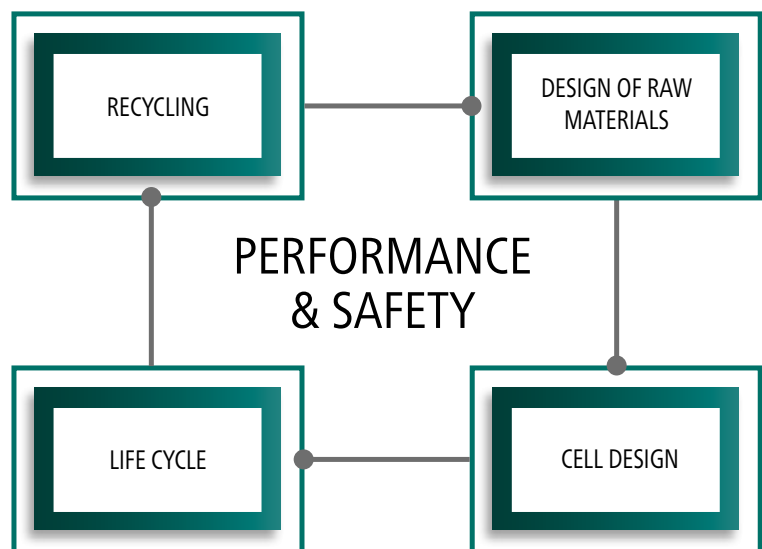 RECYCLING
DESIGN OF RAW
MATERIALS
PERFORMANCE
& SAFETY
LIFE CYCLE
CELL DESIGN